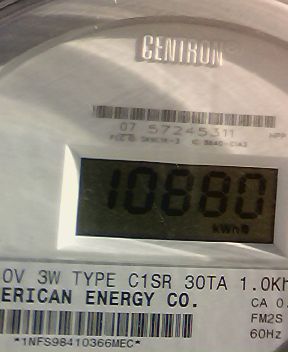 CENTRON
07 57245311
10880
kWh
0V 3W TYPE C1SR 30TA 1.0Kh
ERICAN ENERGY CO.
CA 0.
FM2S
60Hz
*1NFS98410366MEC*